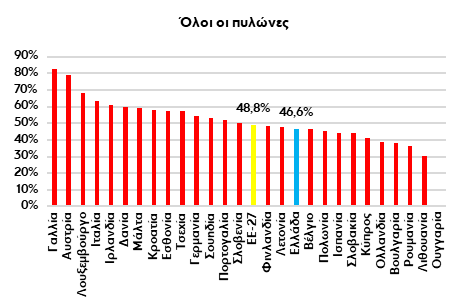 Όλοι οι πυλώνες
90%
80%
70%
60%
50%
40%
30%
20%
10%
0%
48,8%
46,6%
Γαλλία
Αυστρία
Λουξεμβούργο
Ιταλία
Ιρλανδία
Δανία
Μάλτα
Κροατία
Εσθονία
Τσεχια
Γερμανία
Σουηδία
Πορτογαλία
Σλοβενία
ΕΕ-27
Φινλανδία
Λετονία
Ελλάδα
Βέλγιο
Πολωνία
Ισπανία
Σλοβακία
Κύπρος
Ολλανδία
Βουλγαρία
Ρουμανία
Λιθουανία
Ουγγαρία